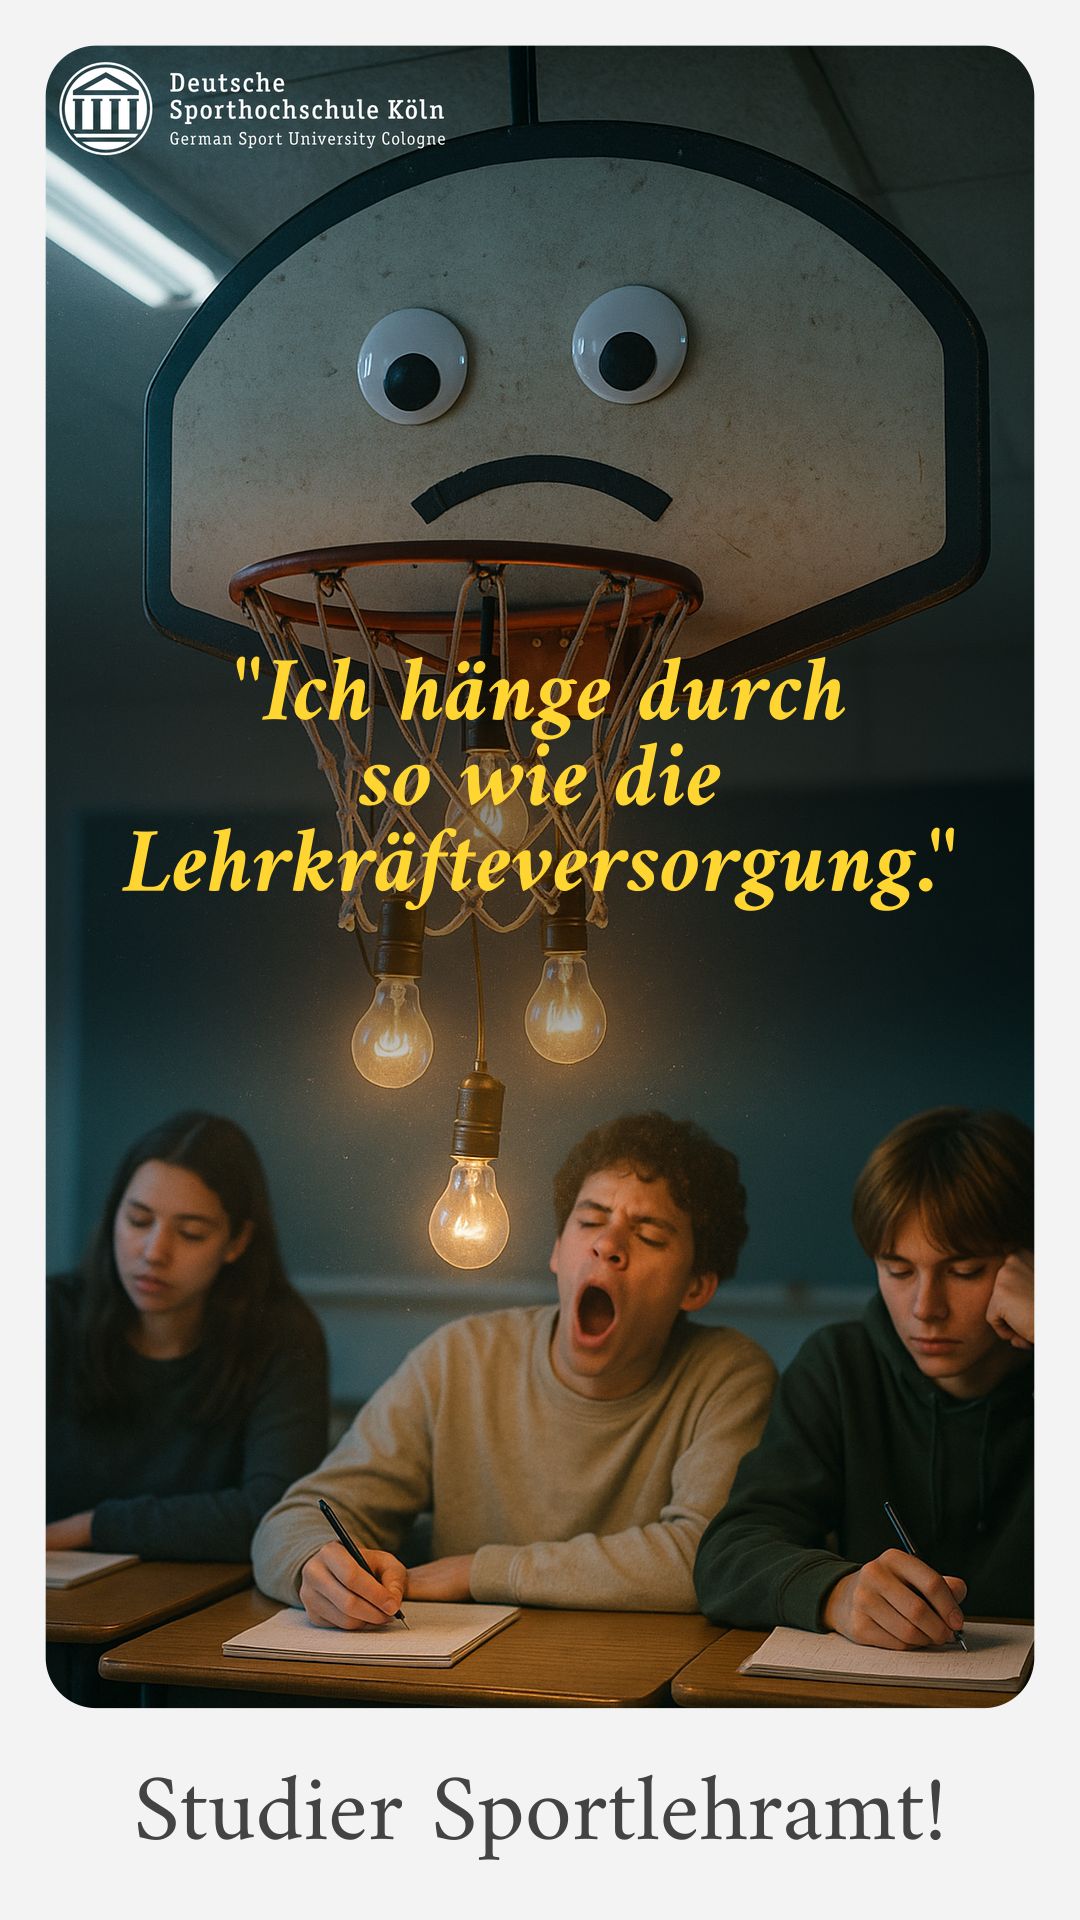 Deutsche
Sporthochschule Köln
German Sport University Cologne
"Ich hänge durch
so wie die
Lehrkräfteversorgung."
Studier Sportlehramt!